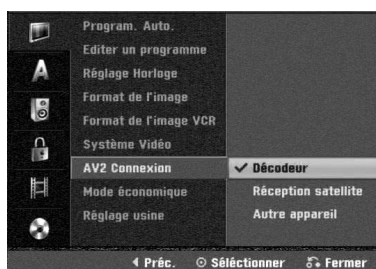 Program. Auto.
Editer un programme
A
Réglage Horloge
Format de l'image
Format de l'image VCR
Système Vidéo
AV2 Connexion
✓ Décodeur
Mode économique
Réception satellite
Réglage usine
Autre appareil
Préc.
Séléctionner
Fermer